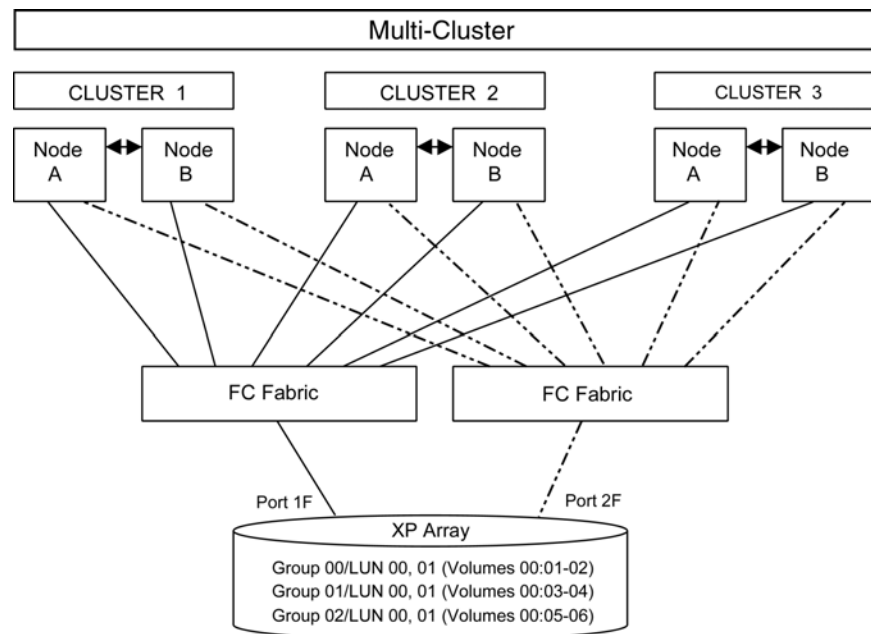 Multi-Cluster
CLUSTER 1
CLUSTER 2
CLUSTER 3
Node
A
Node
B
Node
A
Node
B
Node
A
Node
B
FC Fabric
FC Fabric
Port 1F
Port 2F
XP Array
Group 00/LUN 00, 01 (Volumes 00:01-02)
Group 01/LUN 00, 01 (Volumes 00:03-04)
Group 02/LUN 00, 01 (Volumes 00:05-06)